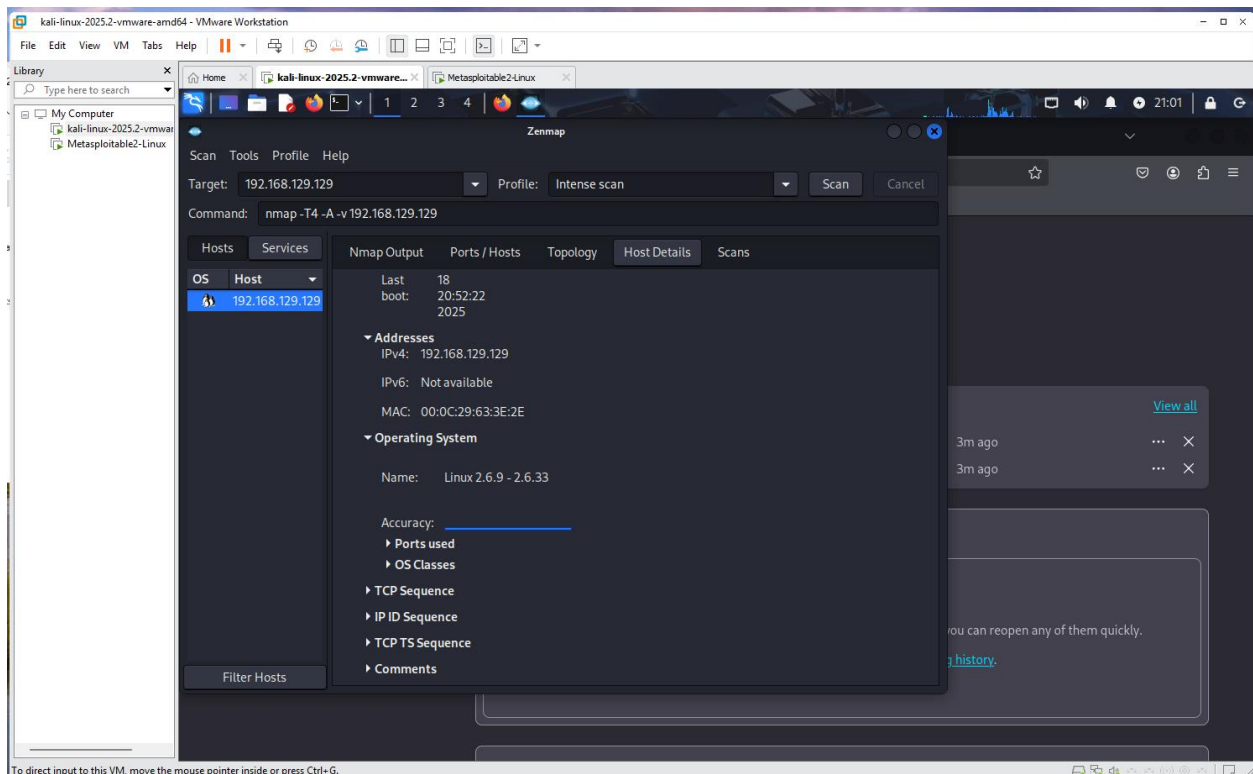 kali-linux-2025.2-vmware-amd64 - VMware Workstation
File Edit View VM Tabs Help
Library
Type here to search
Home
kali-linux-2025.2-vmware...
Metasploitable2-Linux
My Computer
kali-linux-2025.2-vmwar
Metasploitable2-Linux
1 2 3 4
21:01
Zenmap
Scan Tools Profile Help
Target: 192.168.129.129 Profile: Intense scan Scan Cancel
Command: nmap -T4 -A -v 192.168.129.129
Hosts Services
Nmap Output Ports / Hosts Topology Host Details Scans
OS Host
192.168.129.129
Last boot: 18
20:52:22
2025
Addresses
IPv4: 192.168.129.129
IPv6: Not available
MAC: 00:0C:29:63:3E:2E
Operating System
Name: Linux 2.6.9 - 2.6.33
Accuracy:
Ports used
OS Classes
TCP Sequence
IP ID Sequence
TCP TS Sequence
Comments
Filter Hosts
View all
3m ago
3m ago
you can reopen any of them quickly.
history.
To direct input to this VM, move the mouse pointer inside or press Ctrl+G.